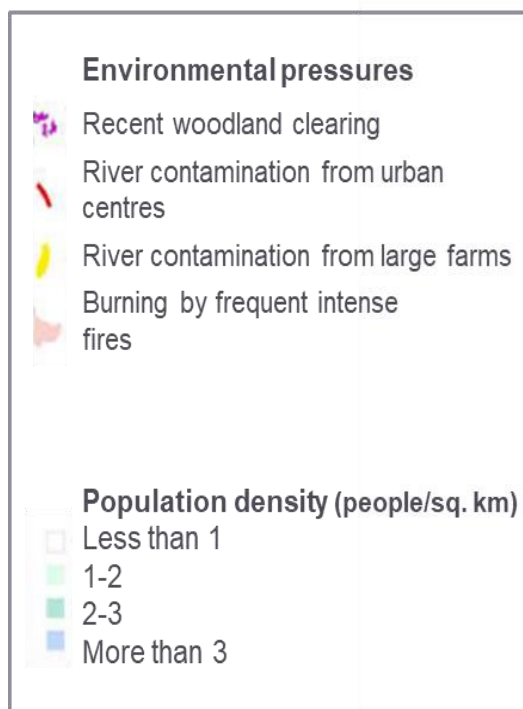 Environmental pressures
Recent woodland clearing
River contamination from urban
centres
River contamination from large farms
Burning by frequent intense
fires
Population density (people/sq. km)
Less than 1
1-2
2-3
More than 3